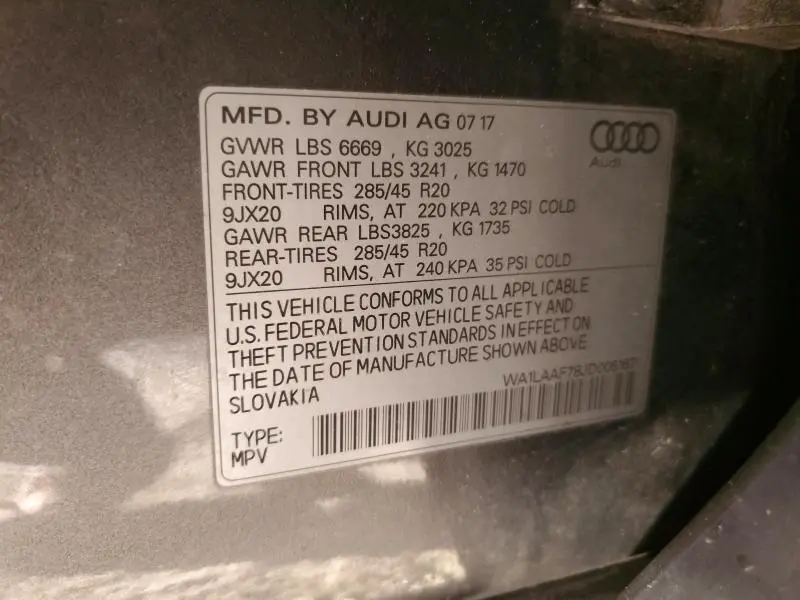 MFD. BY AUDI AG 07 17
Audi
GVWR LBS 6669 , KG 3025
GAWR FRONT LBS 3241 , KG 1470
FRONT-TIRES 285/45 R20
9JX20 RIMS, AT 220 KPA 32 PSI COLD
GAWR REAR LBS3825 , KG 1735
REAR-TIRES 285/45 R20
9JX20 RIMS, AT 240 KPA 35 PSI COLD
THIS VEHICLE CONFORMS TO ALL APPLICABLE
U.S. FEDERAL MOTOR VEHICLE SAFETY AND
THEFT PREVENTION STANDARDS IN EFFECT ON
THE DATE OF MANUFACTURE SHOWN ABOVE
SLOVAKIA
TYPE:
MPV